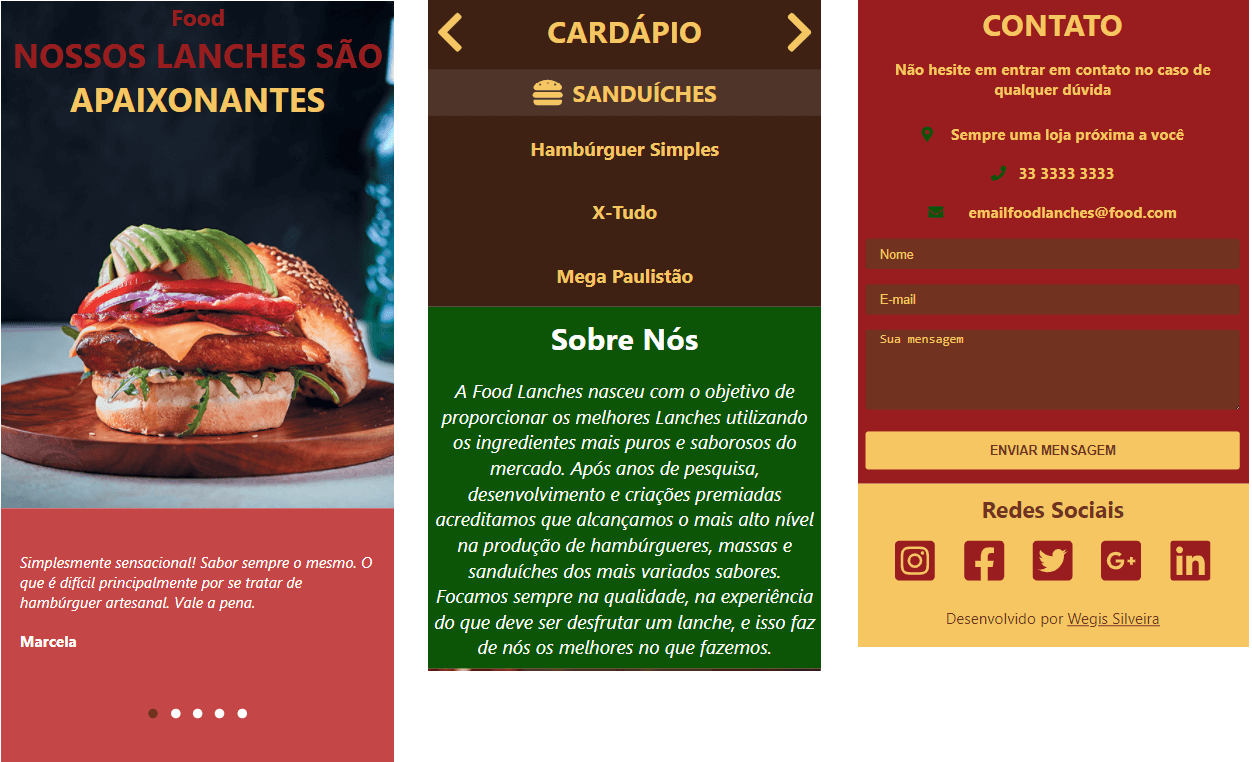 Food
NOSSOS LANCHES SÃO
APAIXONANTES
Simplesmente sensacional! Sabor sempre o mesmo. O
que é difícil principalmente por se tratar de
hambúrguer artesanal. Vale a pena.
Marcela
CARDÁPIO
SANDUÍCHES
Hambúrguer Simples
X-Tudo
Mega Paulistão
Sobre Nós
A Food Lanches nasceu com o objetivo de
proporcionar os melhores Lanches utilizando
os ingredientes mais puros e saborosos do
mercado. Após anos de pesquisa,
desenvolvimento e criações premiadas
acreditamos que alcançamos o mais alto nível
na produção de hambúrgueres, massas e
sanduíches dos mais variados sabores.
Focamos sempre na qualidade, na experiência
do que deve ser desfrutar um lanche, e isso faz
de nós os melhores no que fazemos.
CONTATO
Não hesite em entrar em contato no caso de
qualquer dúvida
Sempre uma loja próxima a você
33 3333 3333
emailfoodlanches@food.com
Nome
E-mail
Sua mensagem
ENVIAR MENSAGEM
Redes Sociais
Desenvolvido por Wegis Silveira